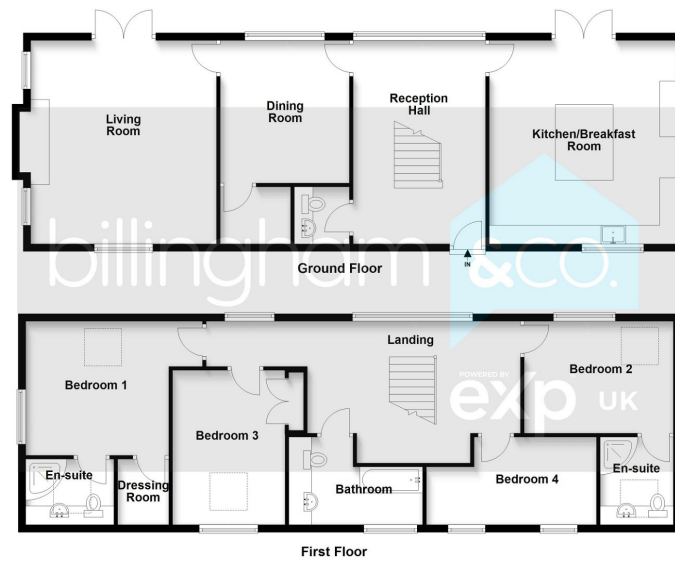 Living
Room
Dining
Room
Reception
Hall
Kitchen/Breakfast
Room
billingham &co.
IN
Ground Floor
Landing
Bedroom 1
Bedroom 2
Bedroom 3
POWERED BY
exp UK
En-suite
Dressing
Room
Bathroom
Bedroom 4
En-suite
First Floor